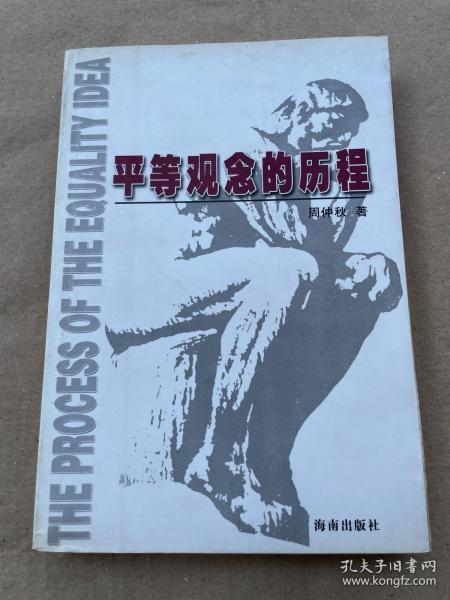 THE PROCESS OF THE EQUALITY IDEA
平等观念的历程
周仲秋 著
海南出版社
孔夫子旧书网
www.kongfz.com